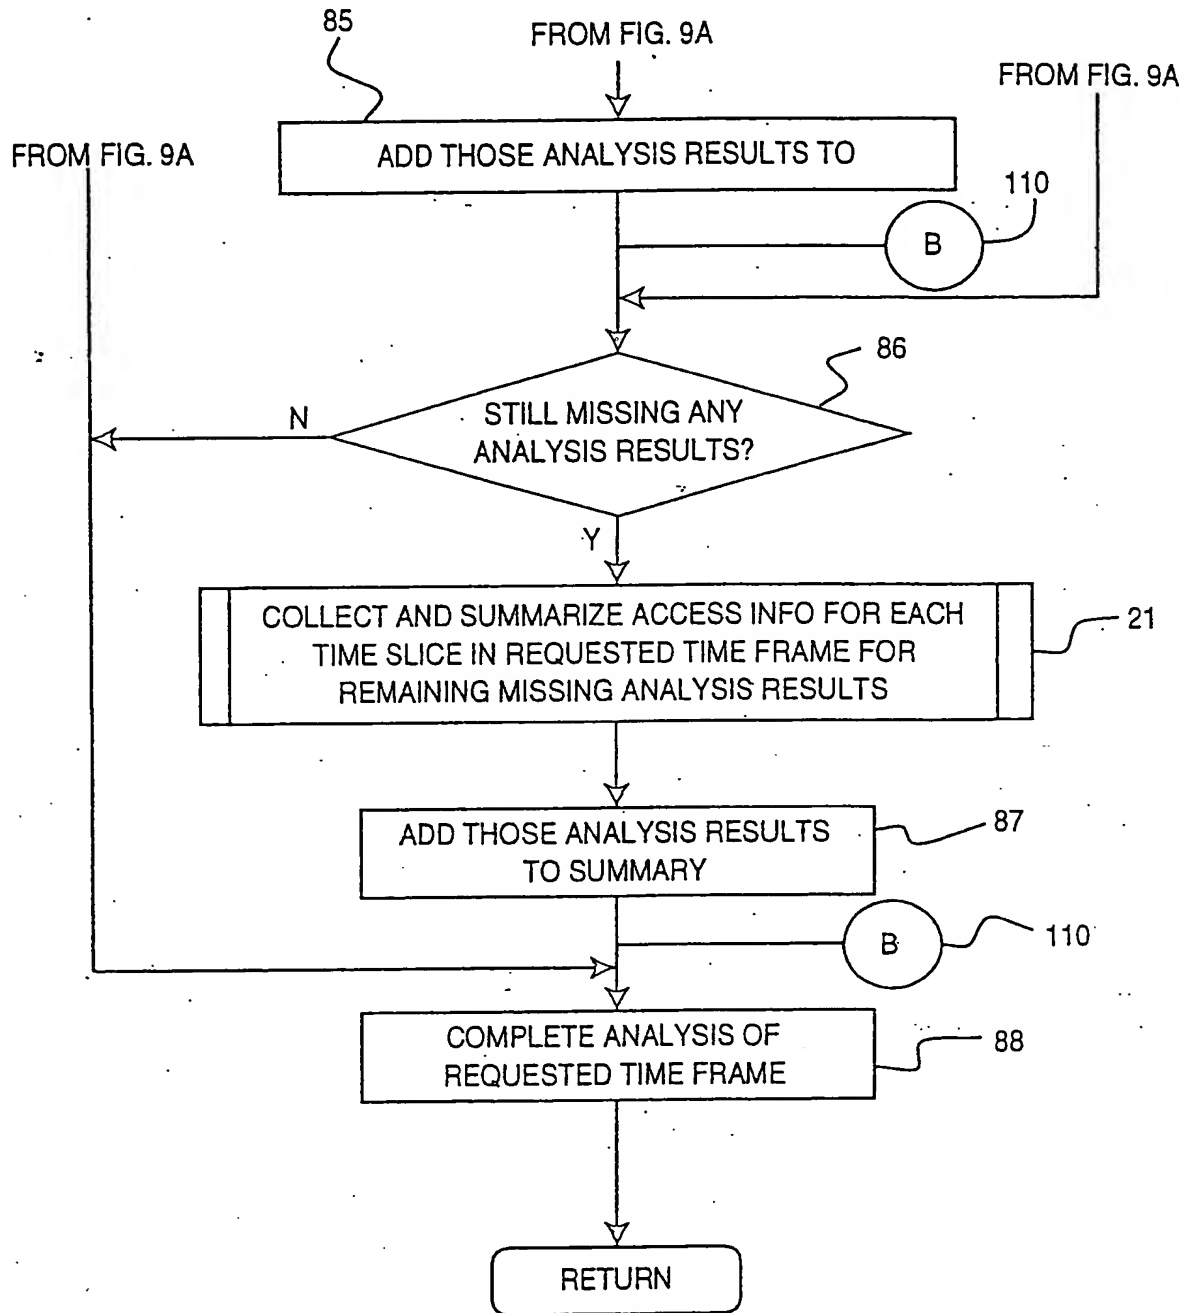 85
FROM FIG. 9A
FROM FIG. 9A
FROM FIG. 9A
ADD THOSE ANALYSIS RESULTS TO
110
B
86
STILL MISSING ANY
ANALYSIS RESULTS?
N
Y
COLLECT AND SUMMARIZE ACCESS INFO FOR EACH
TIME SLICE IN REQUESTED TIME FRAME FOR
REMAINING MISSING ANALYSIS RESULTS
21
ADD THOSE ANALYSIS RESULTS
TO SUMMARY
87
B
110
COMPLETE ANALYSIS OF
REQUESTED TIME FRAME
88
RETURN